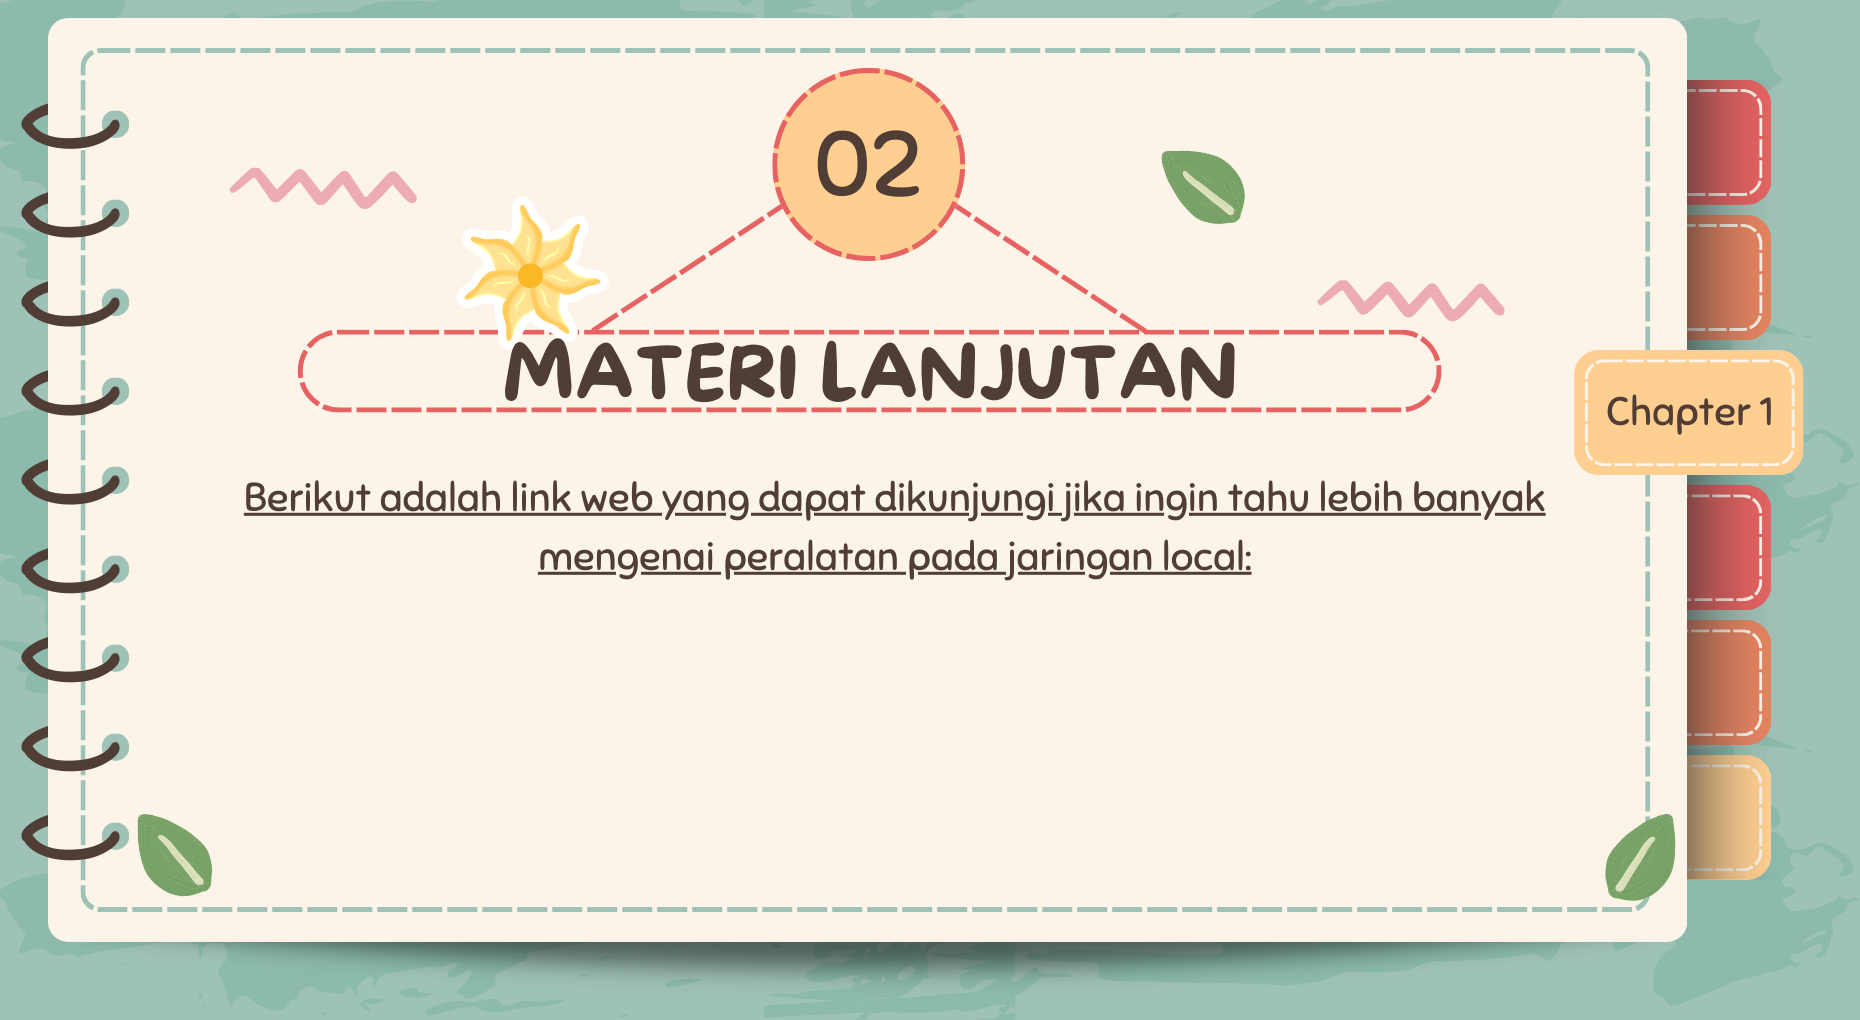 02
MATERI LANJUTAN
Chapter 1
Berikut adalah link web yang dapat dikunjungi jika ingin tahu lebih banyak
mengenai peralatan pada jaringan local: